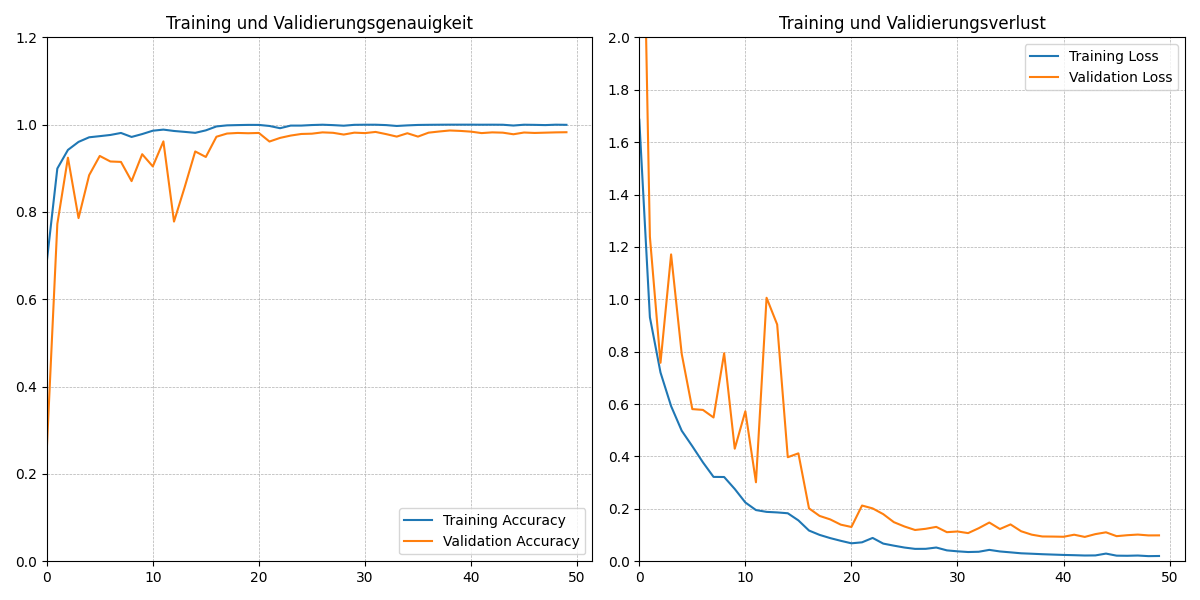 Training und Validierungsgenauigkeit
1.2
1.0
0.8
0.6
0.4
0.2
0.0
0 10 20 30 40 50
Training Accuracy
Validation Accuracy
Training und Validierungsverlust
2.0
1.8
1.6
1.4
1.2
1.0
0.8
0.6
0.4
0.2
0.0
0 10 20 30 40 50
Training Loss
Validation Loss